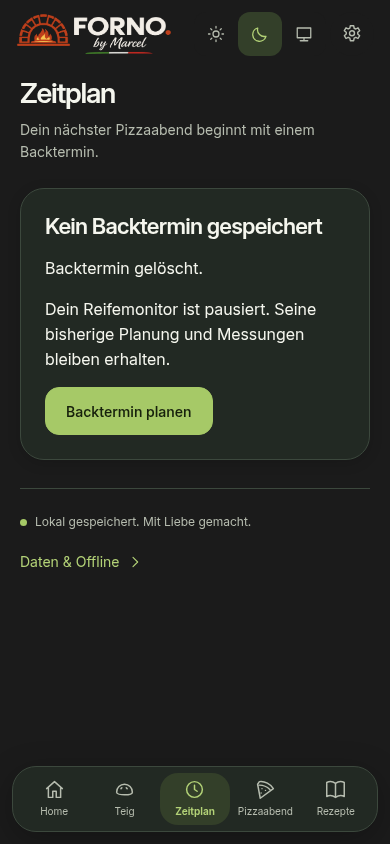 FORNO.
by Marcel
Zeitplan
Dein nächster Pizzaabend beginnt mit einem
Backtermin.
Kein Backtermin gespeichert
Backtermin gelöscht.
Dein Reifemonitor ist pausiert. Seine
bisherige Planung und Messungen
bleiben erhalten.
Backtermin planen
Lokal gespeichert. Mit Liebe gemacht.
Daten & Offline
Home
Teig
Zeitplan
Pizzaabend
Rezepte